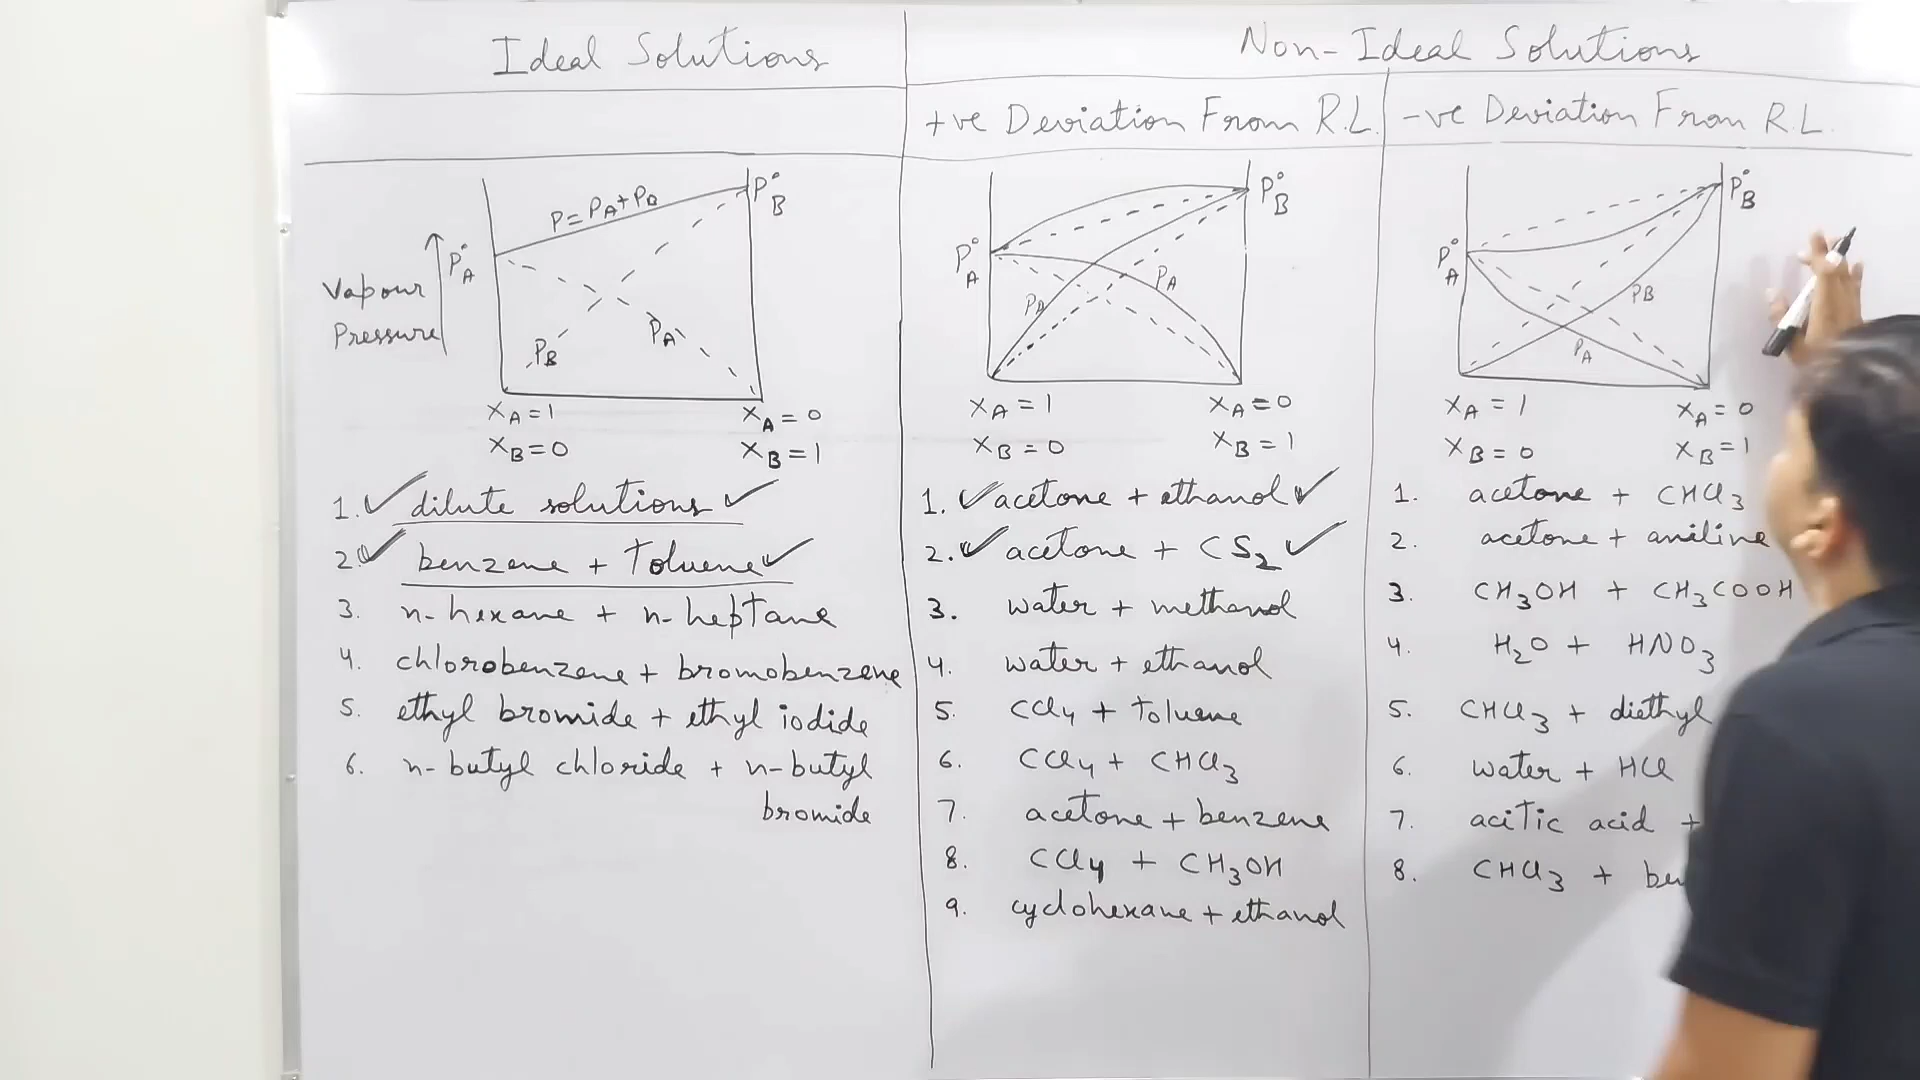 Ideal Solutions
Non-Ideal Solutions
+ve Deviation From R.L.
-ve Deviation From R.L.
Vapour
Pressure
P°A
P=PA+PB
P°B
PB
PA
XA=1
XB=0
XA=0
XB=1
1. dilute solutions
2. benzene + Toluene
3. n-hexane + n-heptane
4. chlorobenzene + bromobenzene
5. ethyl bromide + ethyl iodide
6. n-butyl chloride + n-butyl
bromide
P°A
P°B
PB
PA
XA=1
XB=0
XA=0
XB=1
1. acetone + ethanol
2. acetone + CS2
3. water + methanol
4. water + ethanol
5. CCl4 + toluene
6. CCl4 + CHCl3
7. acetone + benzene
8. CCl4 + CH3OH
9. cyclohexane + ethanol
P°A
P°B
PB
PA
XA=1
XB=0
XA=0
XB=1
1. acetone + CHCl3
2. acetone + aniline
3. CH3OH + CH3COOH
4. H2O + HNO3
5. CHCl3 + diethyl
6. water + HCl
7. acitic acid +
8. CHCl3 +